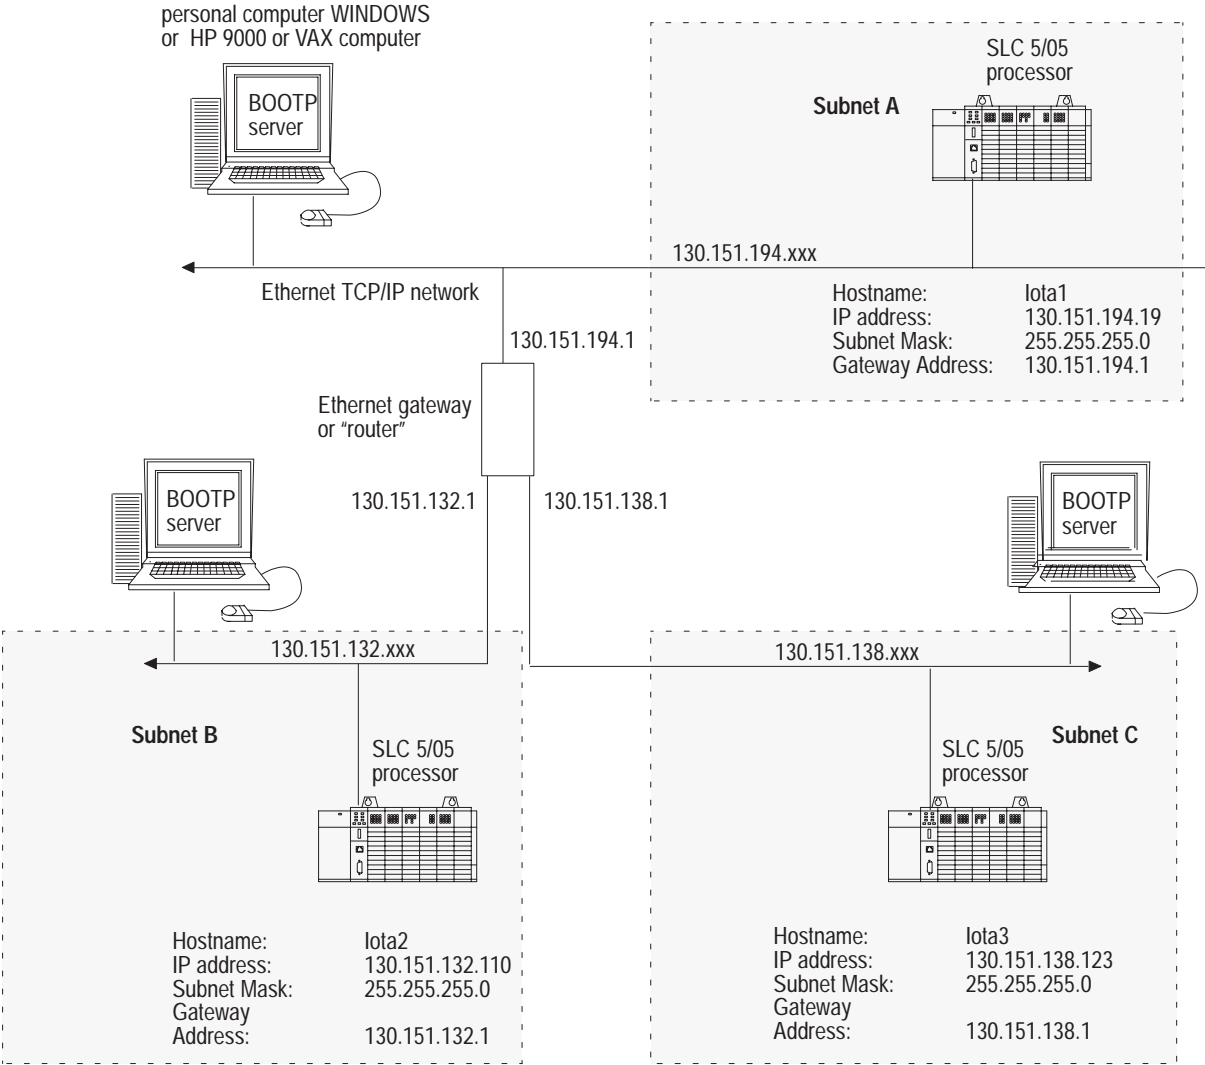 personal computer WINDOWS
or HP 9000 or VAX computer
BOOTP
server
SLC 5/05
processor
Subnet A
130.151.194.xxx
Ethernet TCP/IP network
Hostname: Iota1
IP address: 130.151.194.19
Subnet Mask: 255.255.255.0
Gateway Address: 130.151.194.1
130.151.194.1
Ethernet gateway
or "router"
130.151.132.1
130.151.138.1
BOOTP
server
BOOTP
server
130.151.132.xxx
130.151.138.xxx
Subnet B
SLC 5/05
processor
Subnet C
SLC 5/05
processor
Hostname: Iota2
IP address: 130.151.132.110
Subnet Mask: 255.255.255.0
Gateway
Address: 130.151.132.1
Hostname: Iota3
IP address: 130.151.138.123
Subnet Mask: 255.255.255.0
Gateway
Address: 130.151.138.1